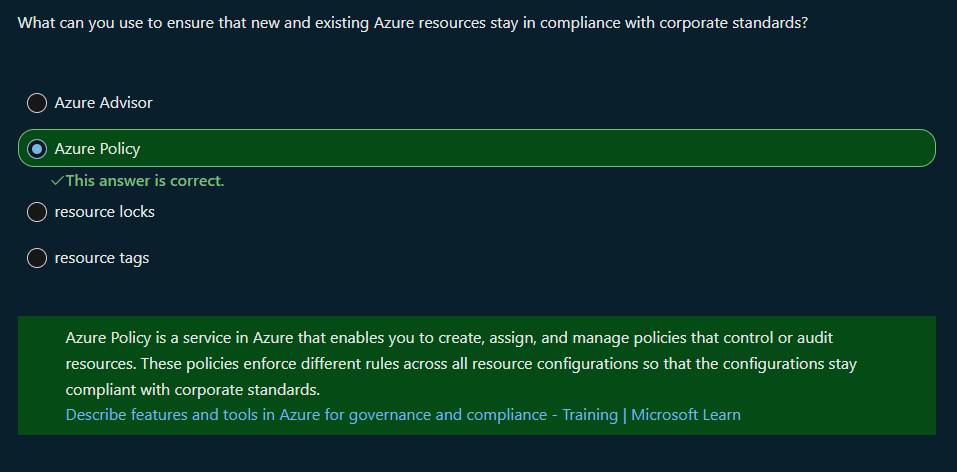 What can you use to ensure that new and existing Azure resources stay in compliance with corporate standards?
Azure Advisor
Azure Policy
✓This answer is correct.
resource locks
resource tags
Azure Policy is a service in Azure that enables you to create, assign, and manage policies that control or audit
resources. These policies enforce different rules across all resource configurations so that the configurations stay
compliant with corporate standards.
Describe features and tools in Azure for governance and compliance - Training | Microsoft Learn